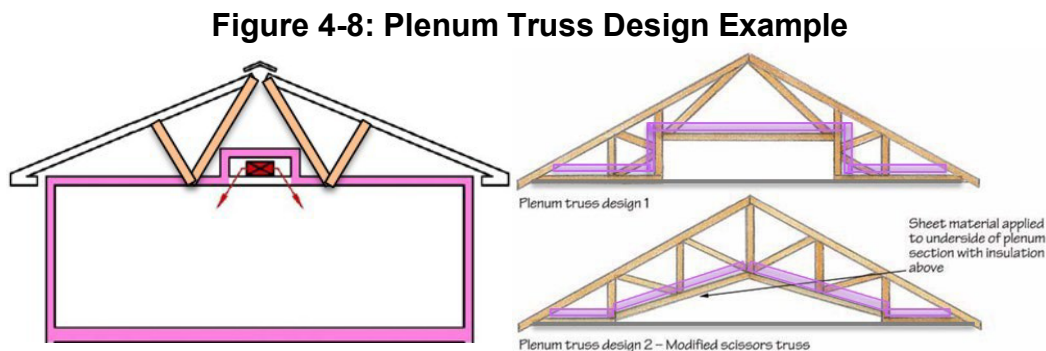 Figure 4-8: Plenum Truss Design Example
Plenum truss design 1
Sheet material applied
to underside of plenum
section with insulation
above
Plenum truss design 2 – Modified scissors truss